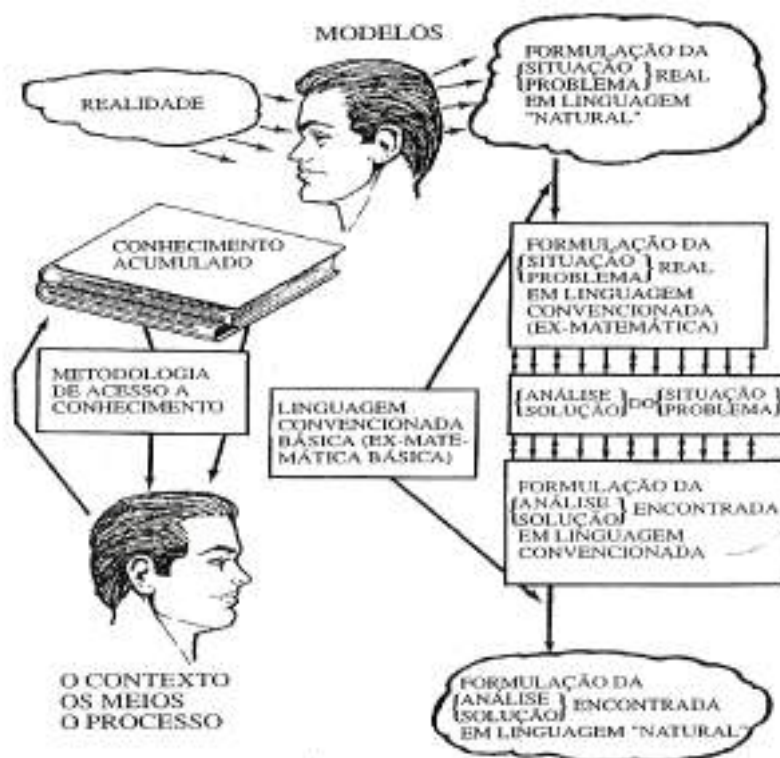 MODELOS
REALIDADE
FORMULAÇÃO DA
{SITUAÇÃO
PROBLEMA} REAL
EM LINGUAGEM
"NATURAL"
CONHECIMENTO
ACUMULADO
METODOLOGIA
DE ACESSO A
CONHECIMENTO
O CONTEXTO
OS MEIOS
O PROCESSO
LINGUAGEM
CONVENCIONADA
BÁSICA (EX-MATE-
MÁTICA BÁSICA)
FORMULAÇÃO DA
{SITUAÇÃO
PROBLEMA} REAL
EM LINGUAGEM
CONVENCIONADA
(EX-MATEMÁTICA)
{ANÁLISE
SOLUÇÃO} DO {SITUAÇÃO
PROBLEMA}
FORMULAÇÃO DA
{ANÁLISE
SOLUÇÃO} ENCONTRADA
EM LINGUAGEM
CONVENCIONADA
FORMULAÇÃO DA
{ANÁLISE
SOLUÇÃO} ENCONTRADA
EM LINGUAGEM "NATURAL"